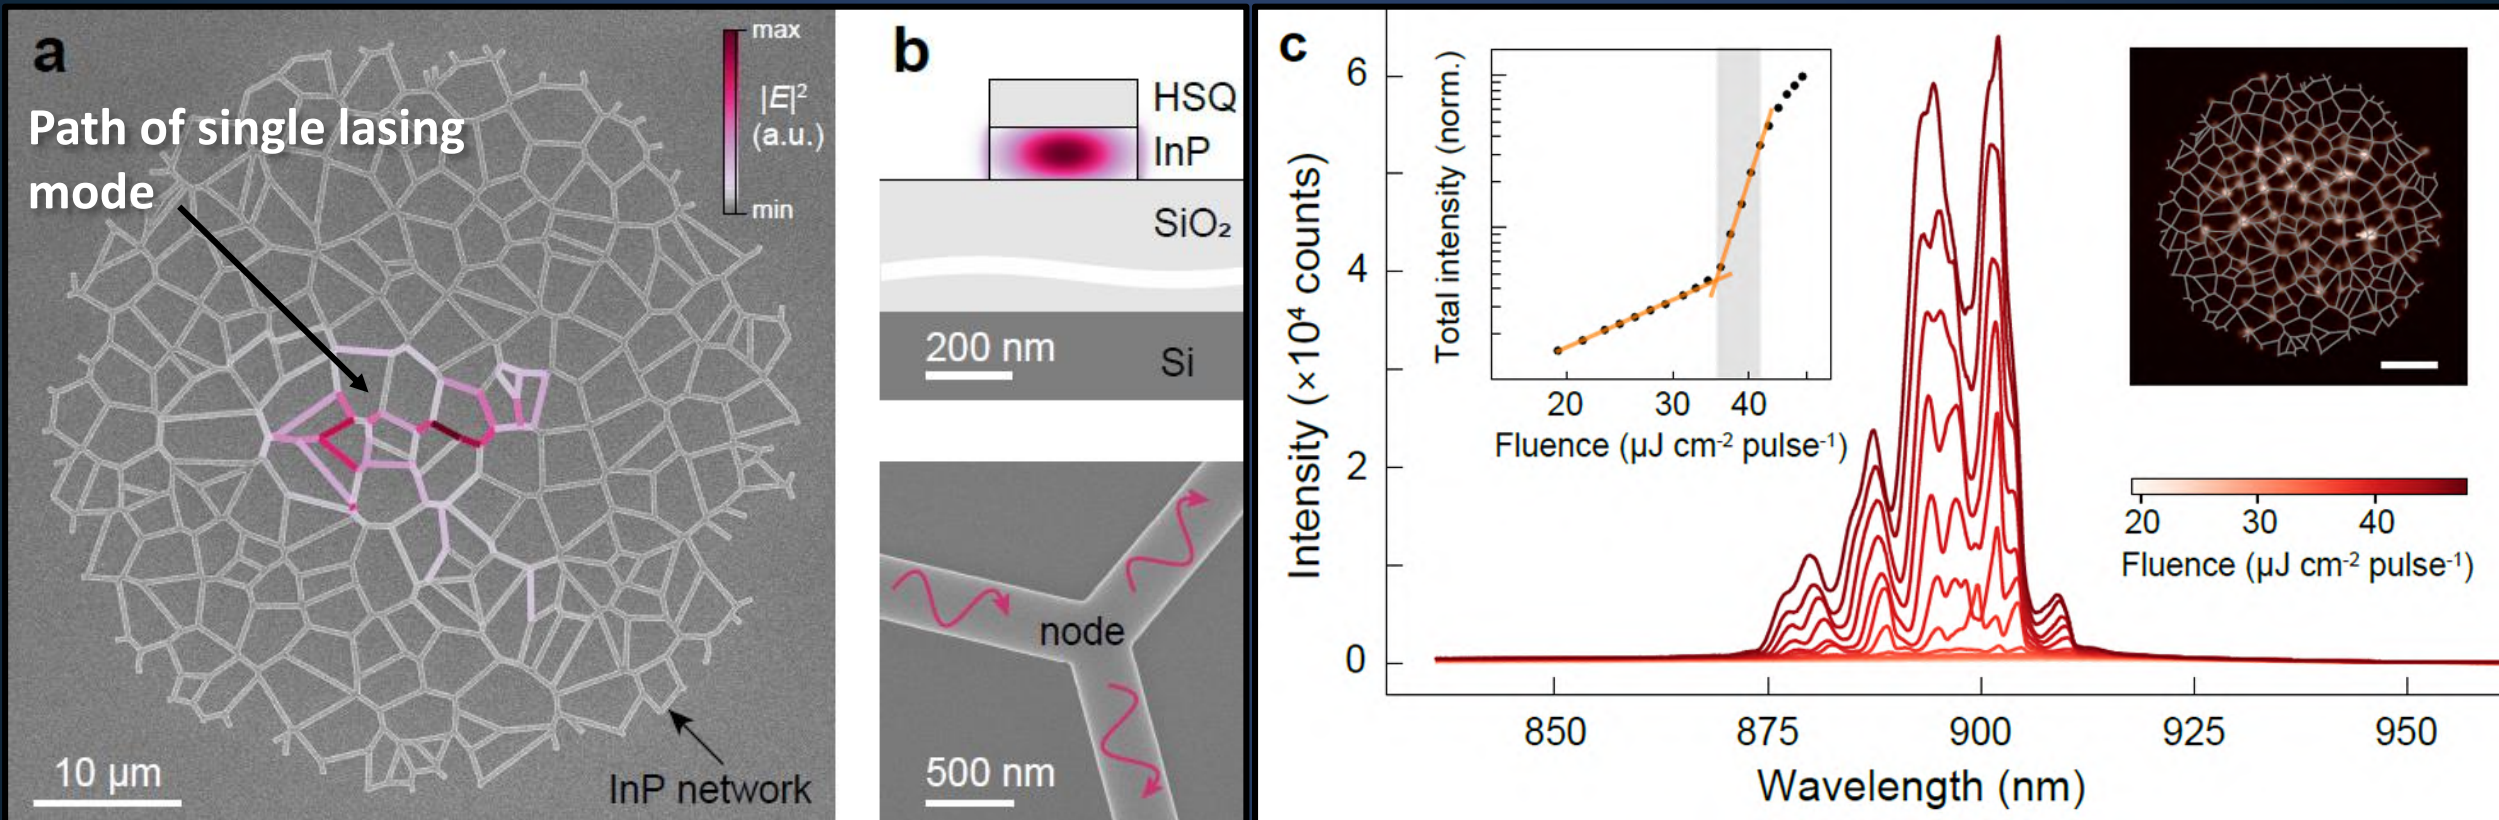 a
Path of single lasing
mode
max
|E|²
(a.u.)
min
10 µm
InP network
b
HSQ
InP
SiO₂
200 nm
Si
node
500 nm
c
Intensity (×10⁴ counts)
6
4
2
0
850
875
900
925
950
Wavelength (nm)
Total intensity (norm.)
20
30
40
Fluence (µJ cm⁻² pulse⁻¹)
20
30
40
Fluence (µJ cm⁻² pulse⁻¹)